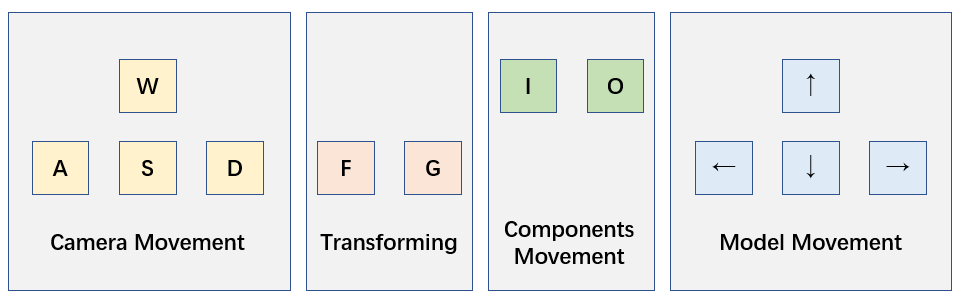 W
A S D
Camera Movement
F G
Transforming
I O
Components
Movement
↑
← ↓ →
Model Movement